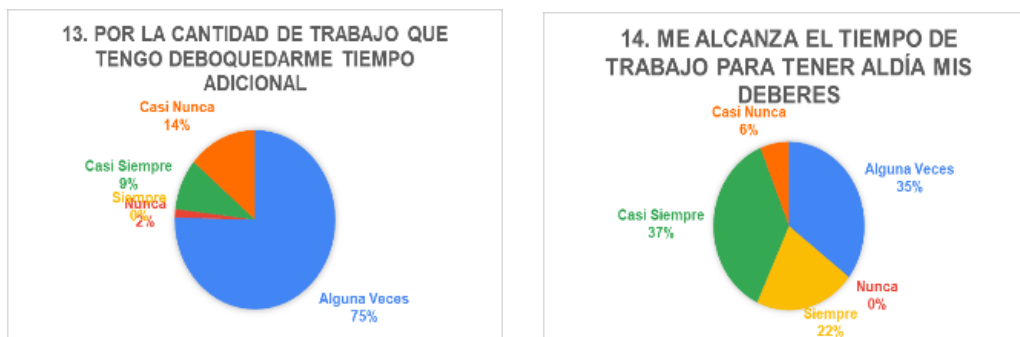 13. POR LA CANTIDAD DE TRABAJO QUE
TENGO DEBOQUEDARME TIEMPO
ADICIONAL
Casi Nunca
14%
Casi Siempre
9%
Siempre
0%
Nunca
2%
Alguna Veces
75%
14. ME ALCANZA EL TIEMPO DE
TRABAJO PARA TENER ALDÍA MIS
DEBERES
Casi Nunca
6%
Alguna Veces
35%
Casi Siempre
37%
Nunca
0%
Siempre
22%